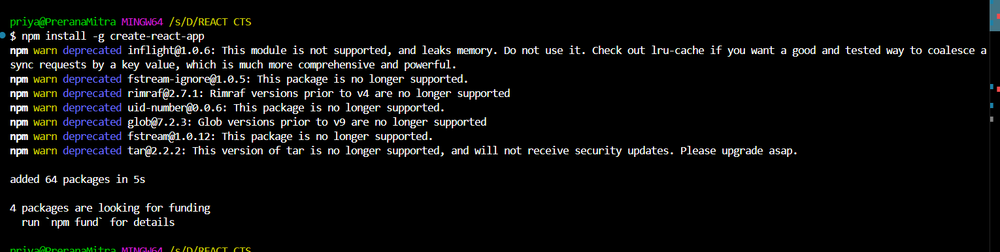 priya@PreranaMitra MINGW64 /s/D/REACT CTS
$ npm install -g create-react-app
npm warn deprecated inflight@1.0.6: This module is not supported, and leaks memory. Do not use it. Check out lru-cache if you want a good and tested way to coalesce a
sync requests by a key value, which is much more comprehensive and powerful.
npm warn deprecated fstream-ignore@1.0.5: This package is no longer supported.
npm warn deprecated rimraf@2.7.1: Rimraf versions prior to v4 are no longer supported
npm warn deprecated uid-number@0.0.6: This package is no longer supported.
npm warn deprecated glob@7.2.3: Glob versions prior to v9 are no longer supported
npm warn deprecated fstream@1.0.12: This package is no longer supported.
npm warn deprecated tar@2.2.2: This version of tar is no longer supported, and will not receive security updates. Please upgrade asap.
added 64 packages in 5s
4 packages are looking for funding
run `npm fund` for details
priya@PreranaMitra MINGW64 /s/D/REACT CTS